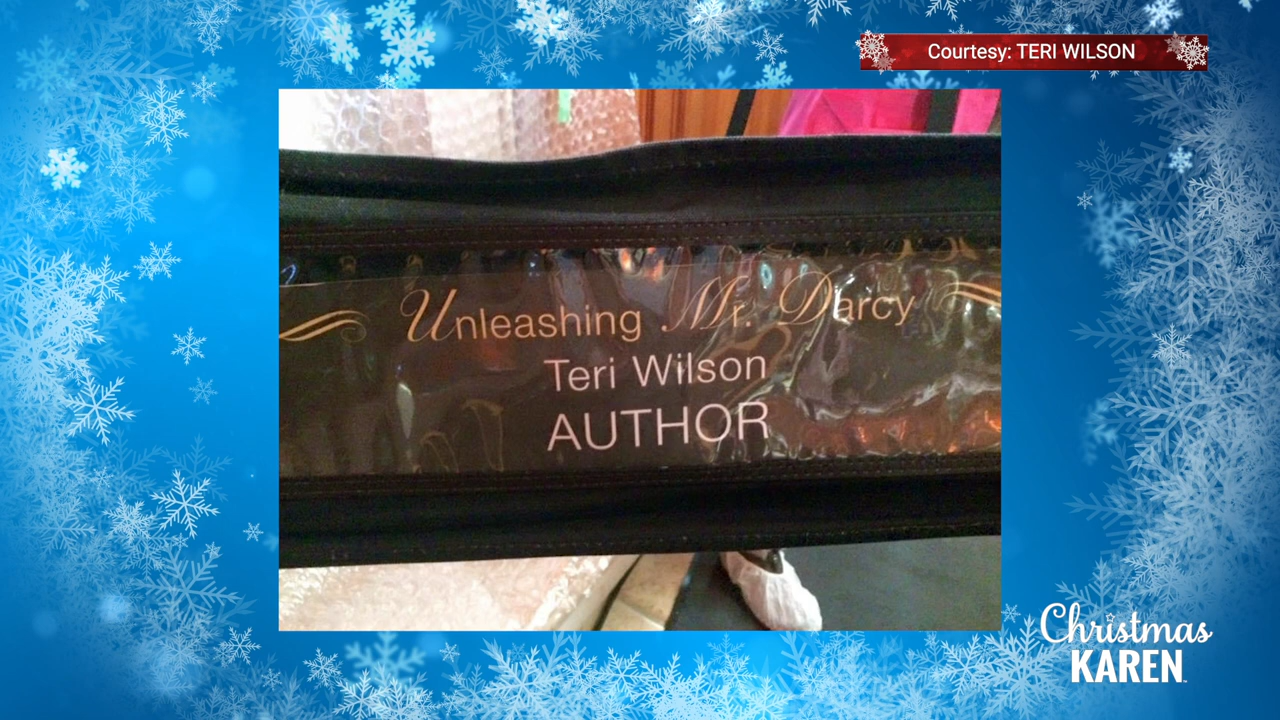 Courtesy: TERI WILSON
Unleashing Mr. Darcy
Teri Wilson
AUTHOR
Christmas
KAREN